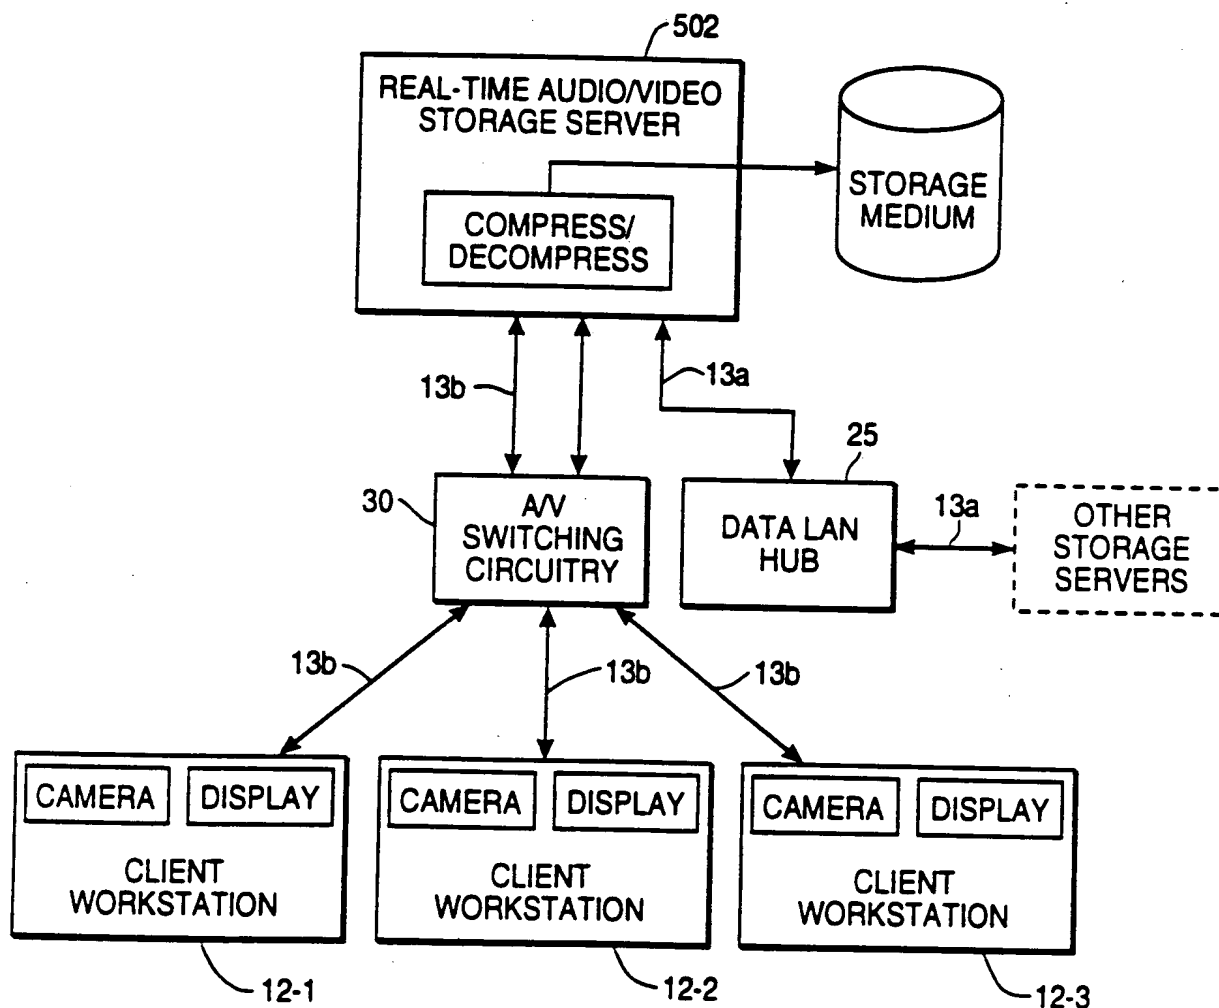 502
REAL-TIME AUDIO/VIDEO
STORAGE SERVER
COMPRESS/
DECOMPRESS
STORAGE
MEDIUM
13b
13a
25
30
A/V
SWITCHING
CIRCUITRY
DATA LAN
HUB
13a
OTHER
STORAGE
SERVERS
13b
13b
13b
CAMERA
DISPLAY
CLIENT
WORKSTATION
12-1
CAMERA
DISPLAY
CLIENT
WORKSTATION
12-2
CAMERA
DISPLAY
CLIENT
WORKSTATION
12-3